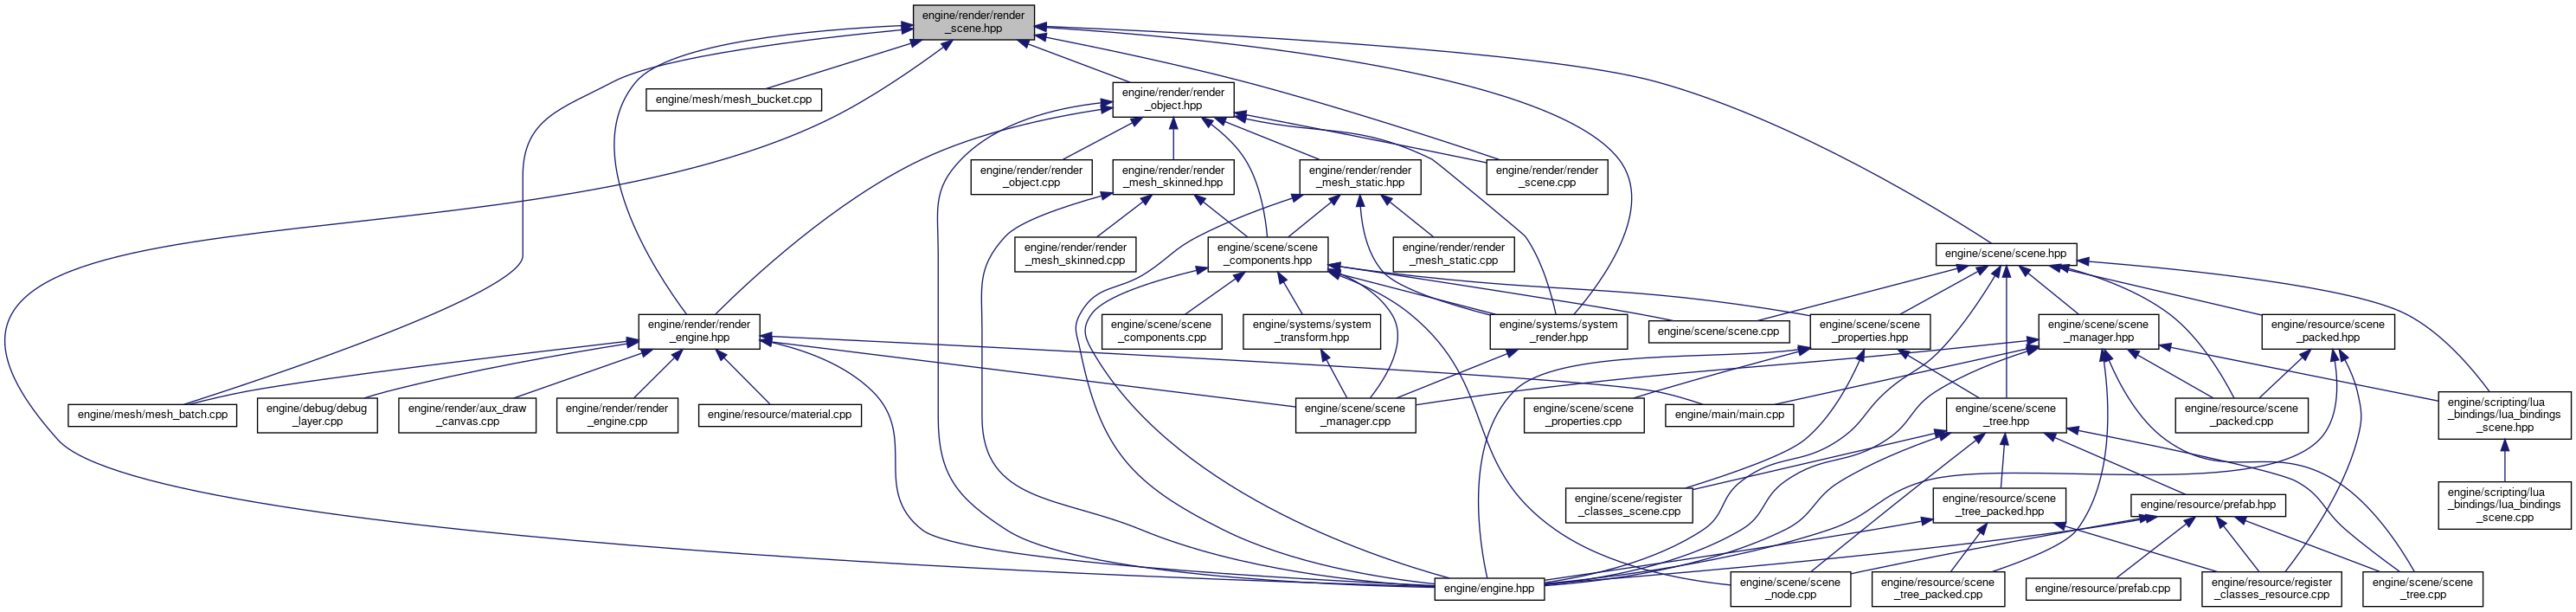 engine/render/render
_scene.hpp
engine/mesh/mesh_bucket.cpp
engine/render/render
_object.hpp
engine/render/render
_object.cpp
engine/render/render
_mesh_skinned.hpp
engine/render/render
_mesh_static.hpp
engine/render/render
_scene.cpp
engine/render/render
_mesh_skinned.cpp
engine/scene/scene
_components.hpp
engine/render/render
_mesh_static.cpp
engine/scene/scene.hpp
engine/render/render
_engine.hpp
engine/scene/scene
_components.cpp
engine/systems/system
_transform.hpp
engine/systems/system
_render.hpp
engine/scene/scene.cpp
engine/scene/scene
_properties.hpp
engine/scene/scene
_manager.hpp
engine/resource/scene
_packed.hpp
engine/mesh/mesh_batch.cpp
engine/debug/debug
_layer.cpp
engine/render/aux_draw
_canvas.cpp
engine/render/render
_engine.cpp
engine/resource/material.cpp
engine/scene/scene
_manager.cpp
engine/scene/scene
_properties.cpp
engine/main/main.cpp
engine/scene/scene
_tree.hpp
engine/resource/scene
_packed.cpp
engine/scripting/lua
_bindings/lua_bindings
_scene.hpp
engine/scene/register
_classes_scene.cpp
engine/resource/scene
_tree_packed.hpp
engine/resource/prefab.hpp
engine/scripting/lua
_bindings/lua_bindings
_scene.cpp
engine/engine.hpp
engine/scene/scene
_node.cpp
engine/resource/scene
_tree_packed.cpp
engine/resource/prefab.cpp
engine/resource/register
_classes_resource.cpp
engine/scene/scene
_tree.cpp